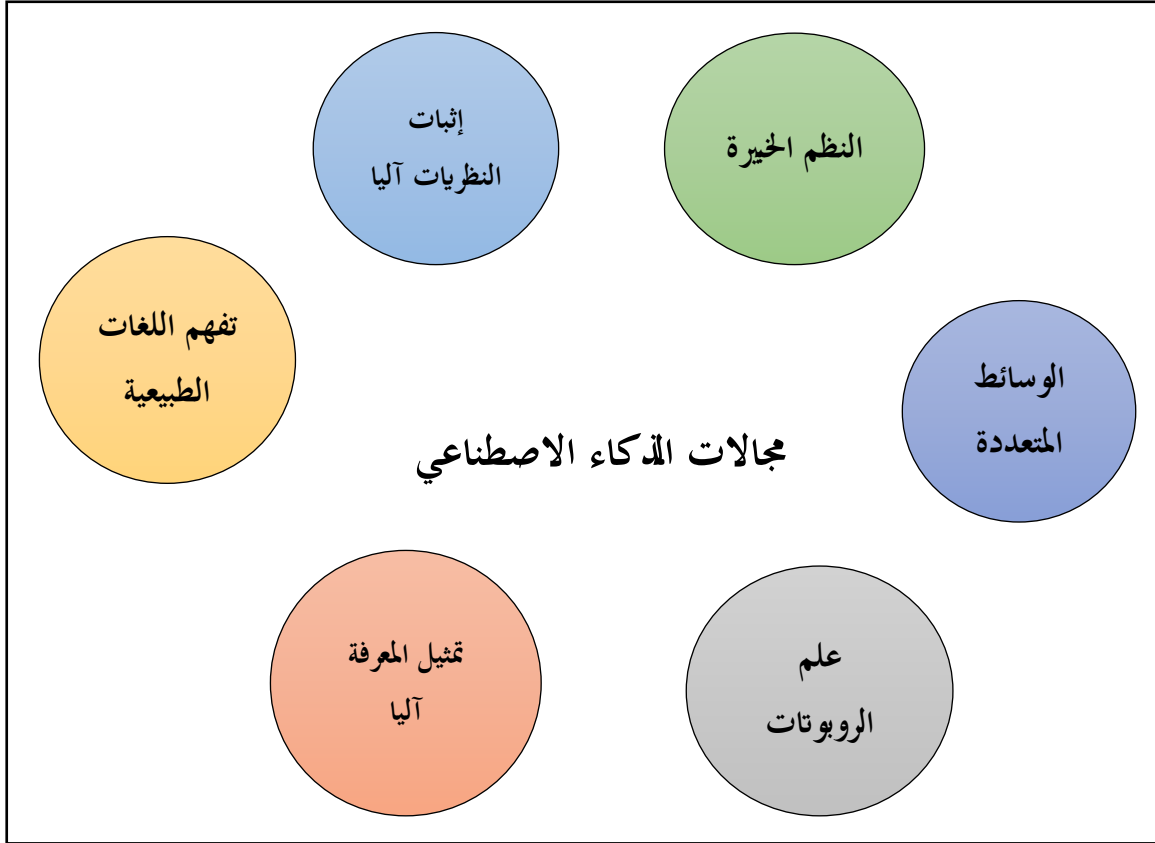 إثبات
النظريات آليا
النظم الخبيرة
تفهم اللغات
الطبيعية
الوسائط
المتعددة
مجالات الذكاء الاصطناعي
تمثيل المعرفة
آليا
علم
الروبوتات